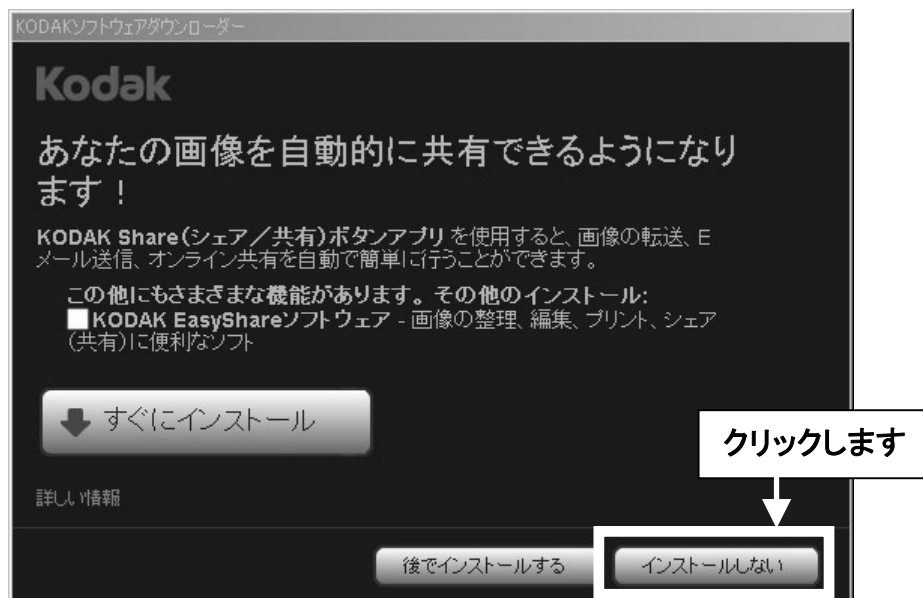 KODAKソフトウェアダウンローダー
Kodak
あなたの画像を自動的に共有できるようになり
ます！
KODAK Share(シェア／共有)ボタンアプリ を使用すると、画像の転送、E
メール送信、オンライン共有を自動で簡単に行うことができます。
この他にもさまざまな機能があります。その他のインストール:
KODAK EasyShareソフトウェア - 画像の整理、編集、プリント、シェア
(共有)に便利なソフト
すぐにインストール
クリックします
詳しい情報
後でインストールする
インストールしない